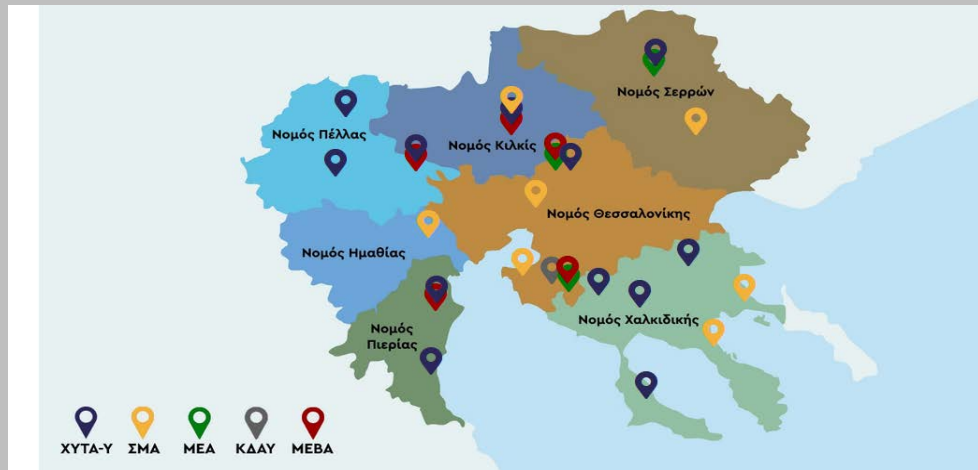 Νομός Σερρών
Νομός Πέλλας
Νομός Κιλκίς
Νομός Θεσσαλονίκης
Νομός Ημαθίας
Νομός Χαλκιδικής
Νομός
Πιερίας
ΧΥΤΑ-Υ ΣΜΑ ΜΕΑ ΚΔΑΥ ΜΕΒΑ